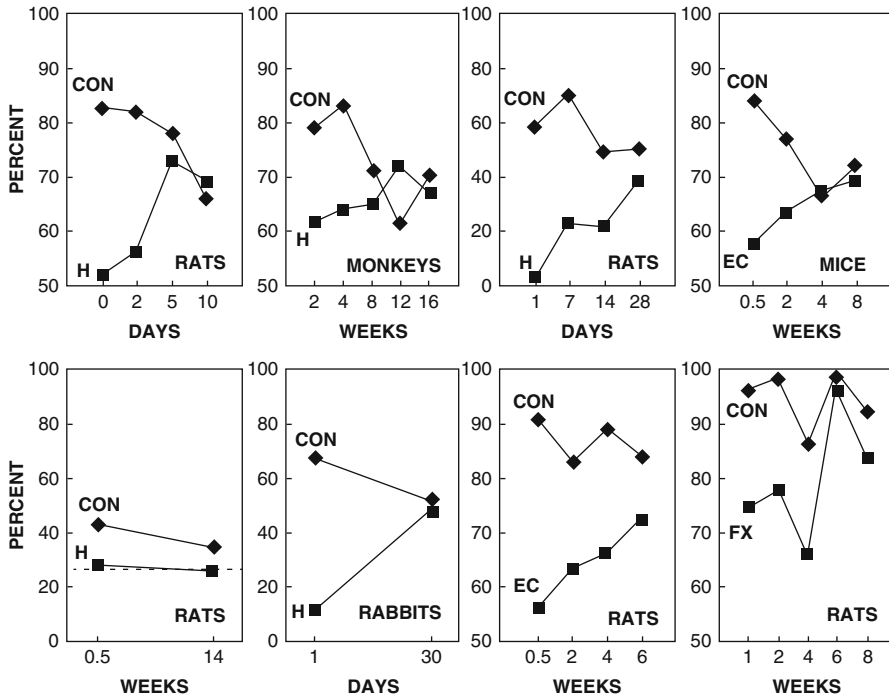 PERCENT
100
90
80
70
60
50
CON
H
RATS
0 2 5 10
DAYS
100
90
80
70
60
50
CON
H
MONKEYS
2 4 8 12 16
WEEKS
100
80
60
40
20
0
CON
H
RATS
1 7 14 28
DAYS
100
90
80
70
60
50
CON
EC
MICE
0.5 2 4 8
WEEKS
PERCENT
100
80
60
40
20
0
CON
H
RATS
0.5 14
WEEKS
100
80
60
40
20
0
CON
H
RABBITS
1 30
DAYS
100
90
80
70
60
50
CON
EC
RATS
0.5 2 4 6
WEEKS
100
90
80
70
60
50
CON
FX
RATS
1 2 4 6 8
WEEKS